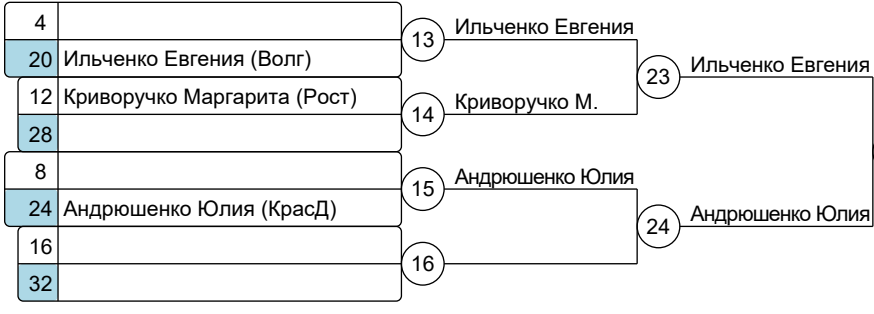 4
13
Ильченко Евгения
20 Ильченко Евгения (Волг)
23
Ильченко Евгения
12 Криворучко Маргарита (Рост)
14
Криворучко М.
28
8
15
Андрюшенко Юлия
24 Андрюшенко Юлия (КрасД)
24
Андрюшенко Юлия
16
16
32